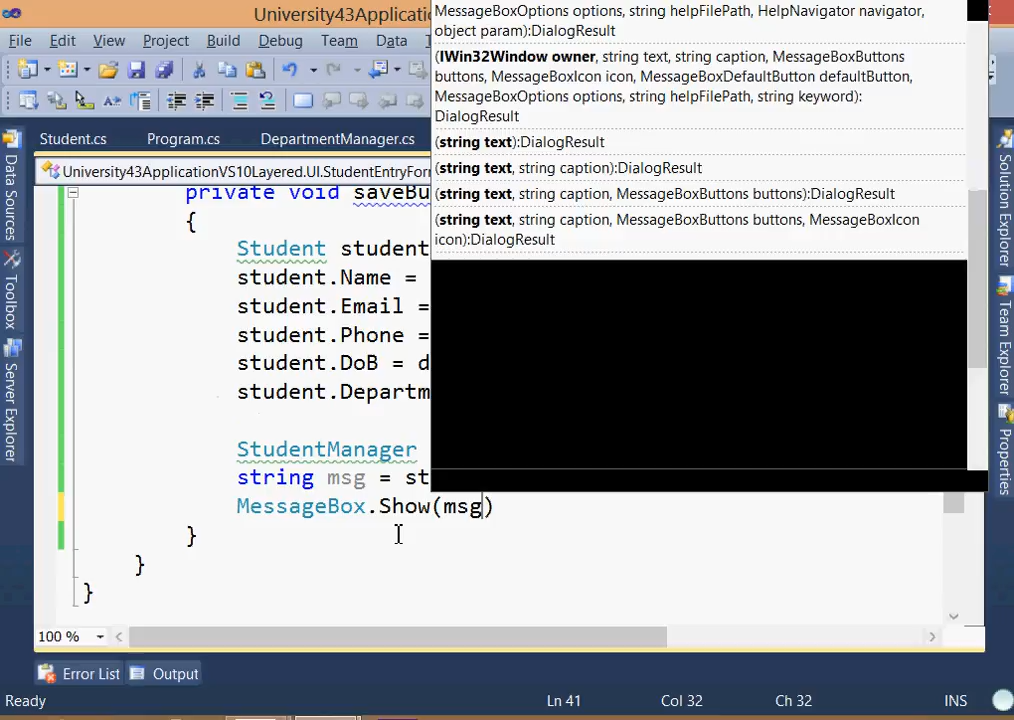 University43Applicatio
File Edit View Project Build Debug Team Data
Student.cs Program.cs DepartmentManager.cs
University43ApplicationVS10Layered.UI.StudentEntryForm
MessageBoxOptions options, string helpFilePath, HelpNavigator navigator,
object param):DialogResult
(IWin32Window owner, string text, string caption, MessageBoxButtons
buttons, MessageBoxIcon icon, MessageBoxDefaultButton defaultButton,
MessageBoxOptions options, string helpFilePath, string keyword):
DialogResult
(string text):DialogResult
(string text, string caption):DialogResult
(string text, string caption, MessageBoxButtons buttons):DialogResult
(string text, string caption, MessageBoxButtons buttons, MessageBoxIcon
icon):DialogResult
private void saveBu
{
Student student
student.Name =
student.Email =
student.Phone =
student.DoB = d
student.Departm
StudentManager
string msg = st
MessageBox.Show(msg)
}
}
}
Data Sources
Toolbox
Server Explorer
Solution Explorer
Team Explorer
Properties
100 %
Error List Output
Ready Ln 41 Col 32 Ch 32 INS